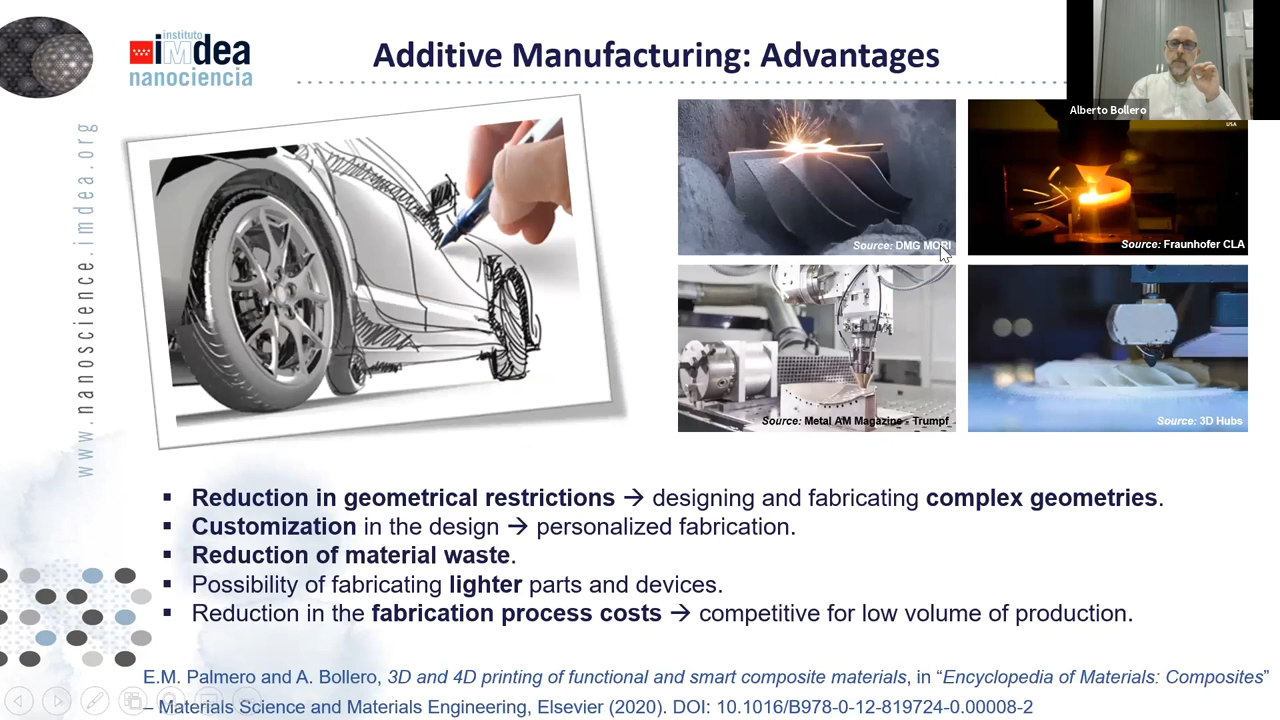 instituto
iMdea
nanociencia
Additive Manufacturing: Advantages
Alberto Bollero
USA
www.nanoscience.imdea.org
Source: DMG MORI
Source: Fraunhofer CLA
Source: Metal AM Magazine - Trumpf
Source: 3D Hubs
▪ Reduction in geometrical restrictions → designing and fabricating complex geometries.
▪ Customization in the design → personalized fabrication.
▪ Reduction of material waste.
▪ Possibility of fabricating lighter parts and devices.
▪ Reduction in the fabrication process costs → competitive for low volume of production.
E.M. Palmero and A. Bollero, 3D and 4D printing of functional and smart composite materials, in “Encyclopedia of Materials: Composites”
– Materials Science and Materials Engineering, Elsevier (2020). DOI: 10.1016/B978-0-12-819724-0.00008-2